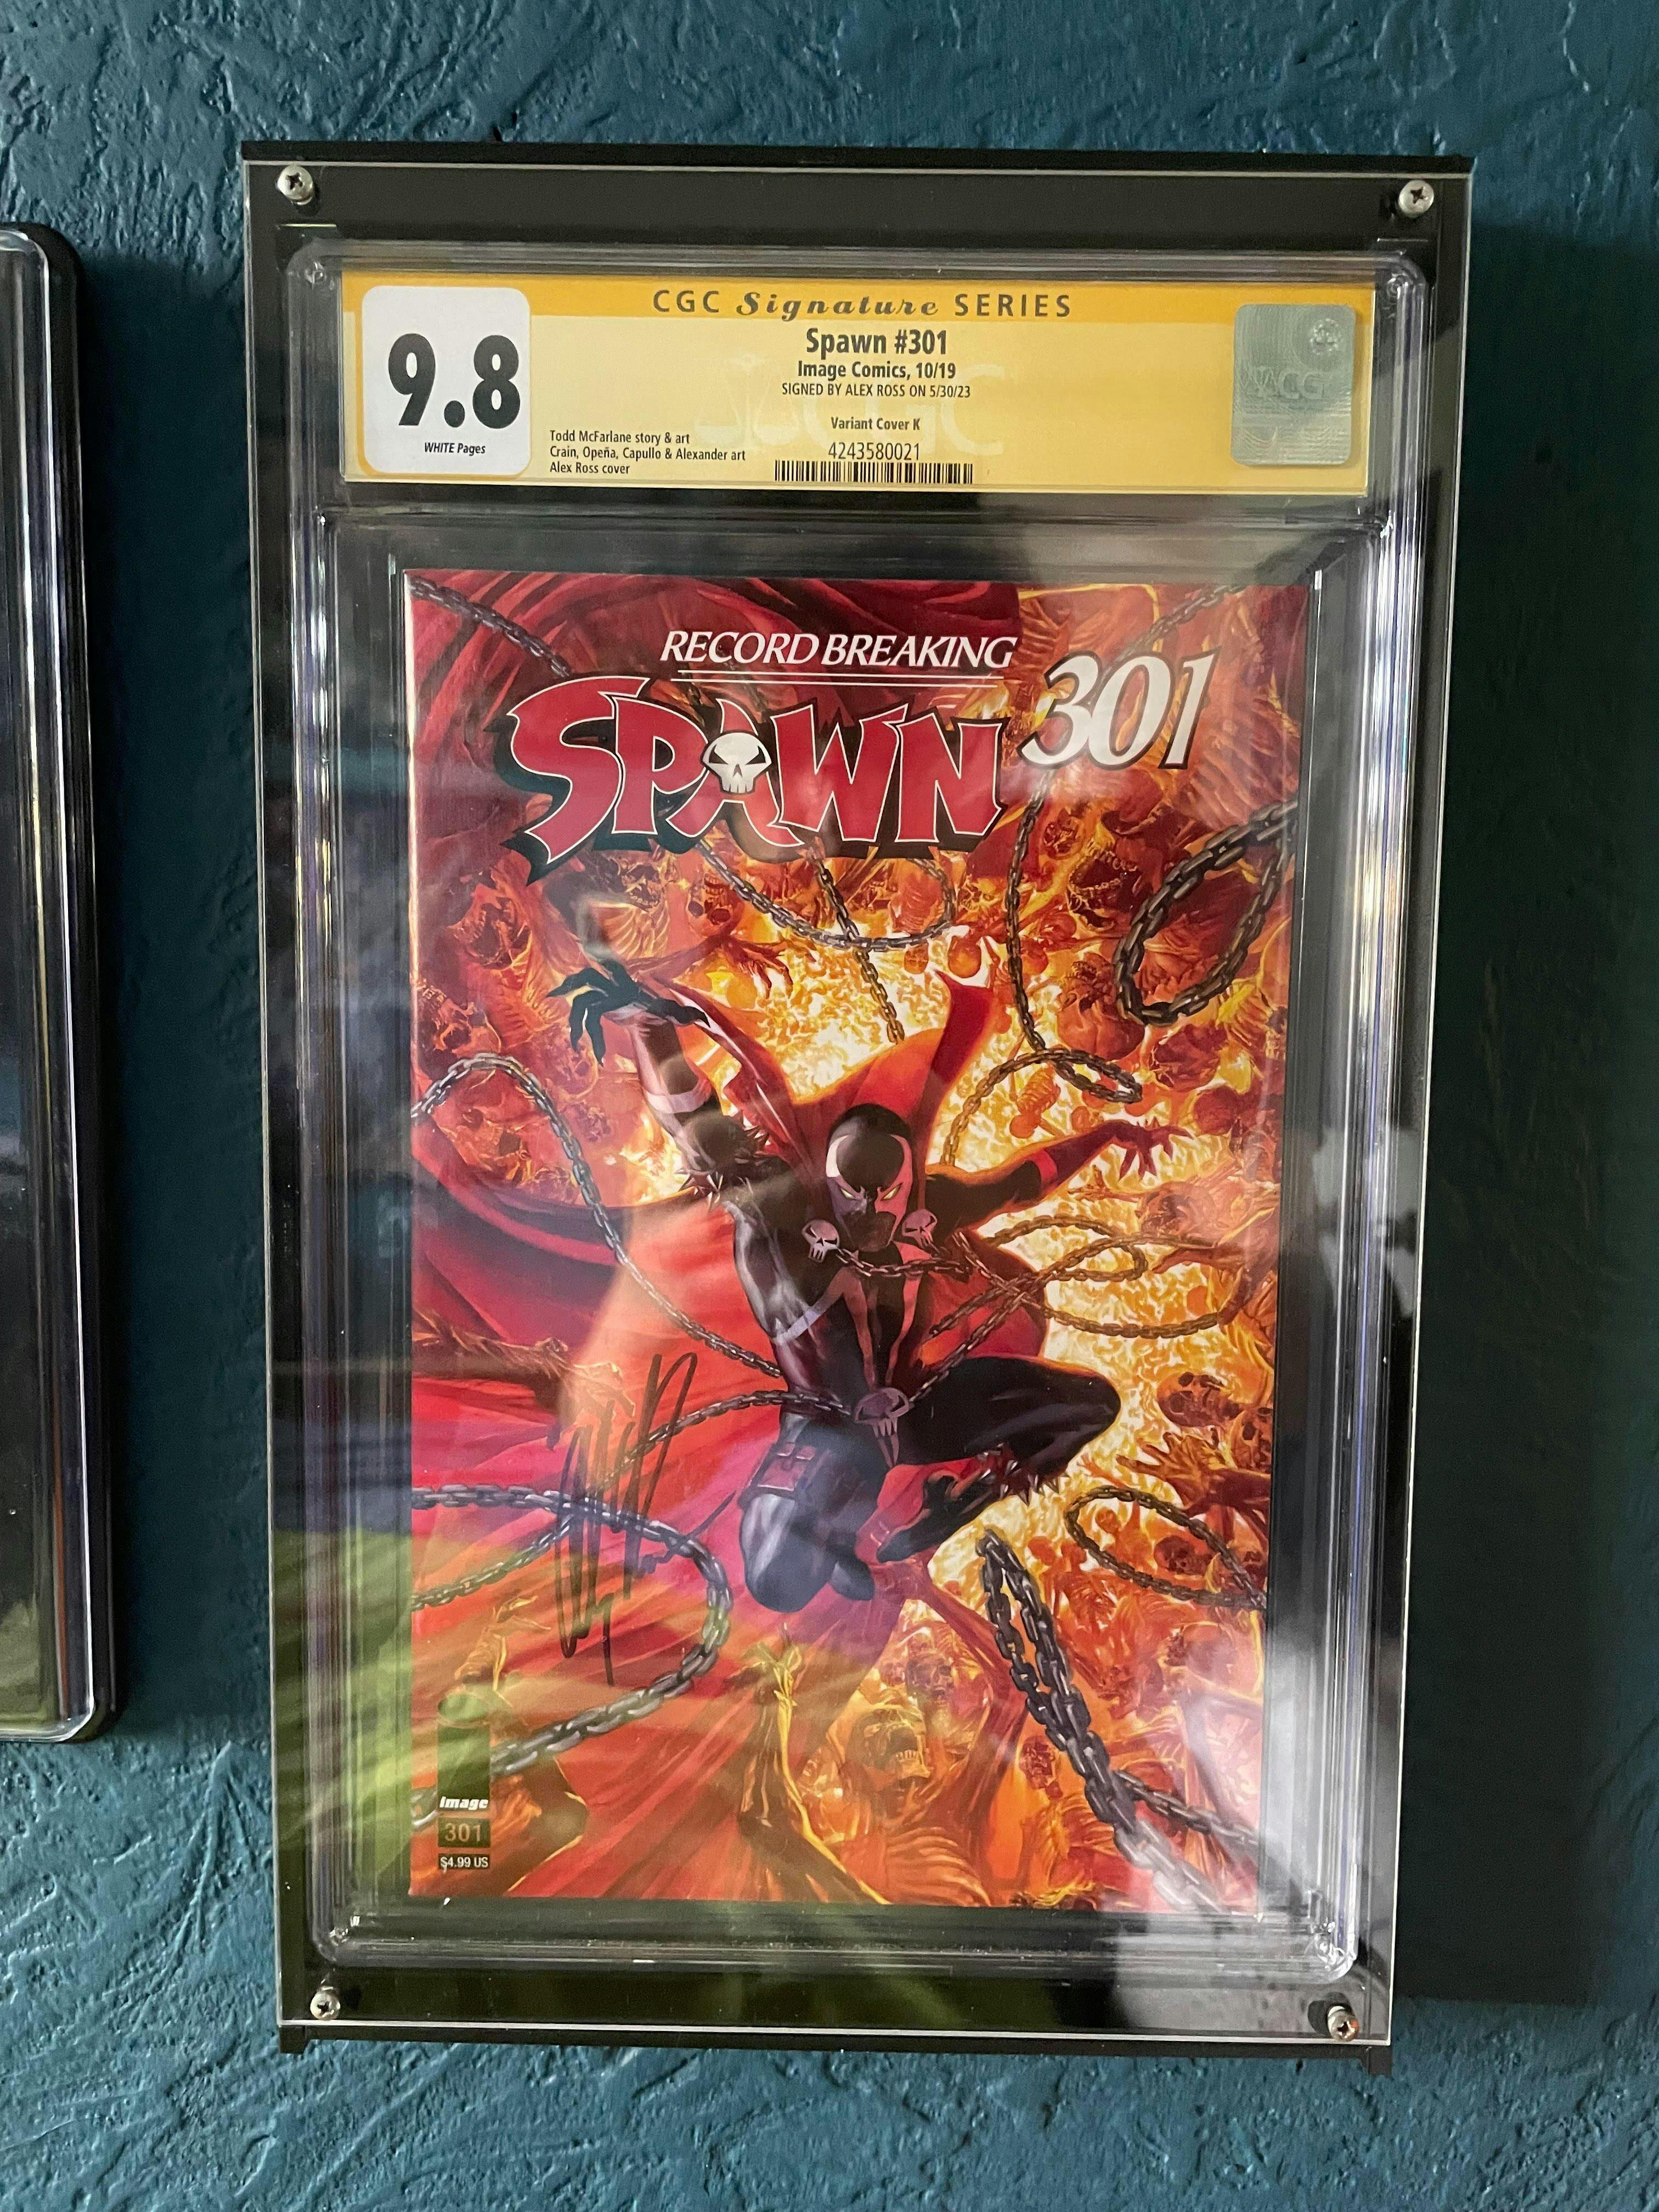 CGC Signature SERIES
9.8
WHITE Pages
Spawn #301
Image Comics, 10/19
SIGNED BY ALEX ROSS ON 5/30/23
Variant Cover K
4243580021
Todd McFarlane story & art
Crain, Opeña, Capullo & Alexander art
Alex Ross cover
CGC
RECORD BREAKING
SPAWN 301
image
301
$4.99 US